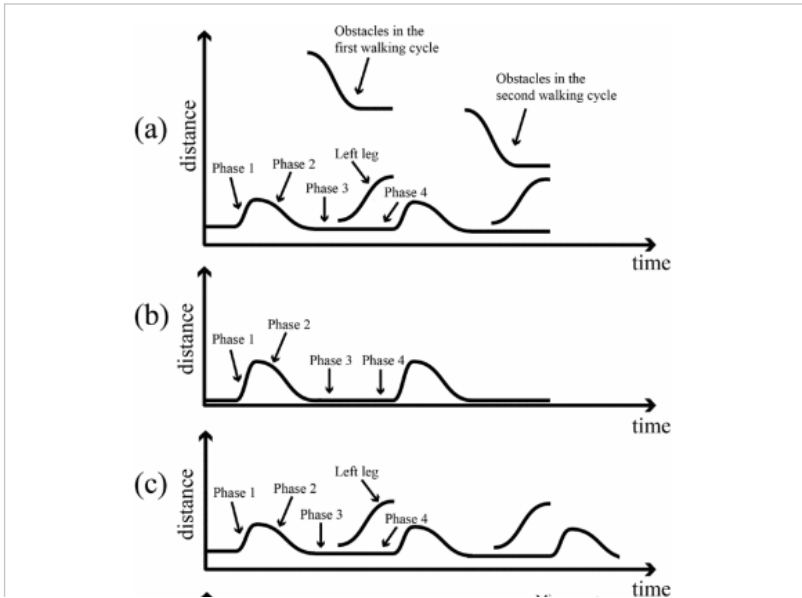 Obstacles in the
first walking cycle
Obstacles in the
second walking cycle
(a)
distance
Phase 1
Phase 2
Left leg
Phase 3
Phase 4
time
(b)
distance
Phase 1
Phase 2
Phase 3
Phase 4
time
(c)
distance
Phase 1
Phase 2
Left leg
Phase 3
Phase 4
time